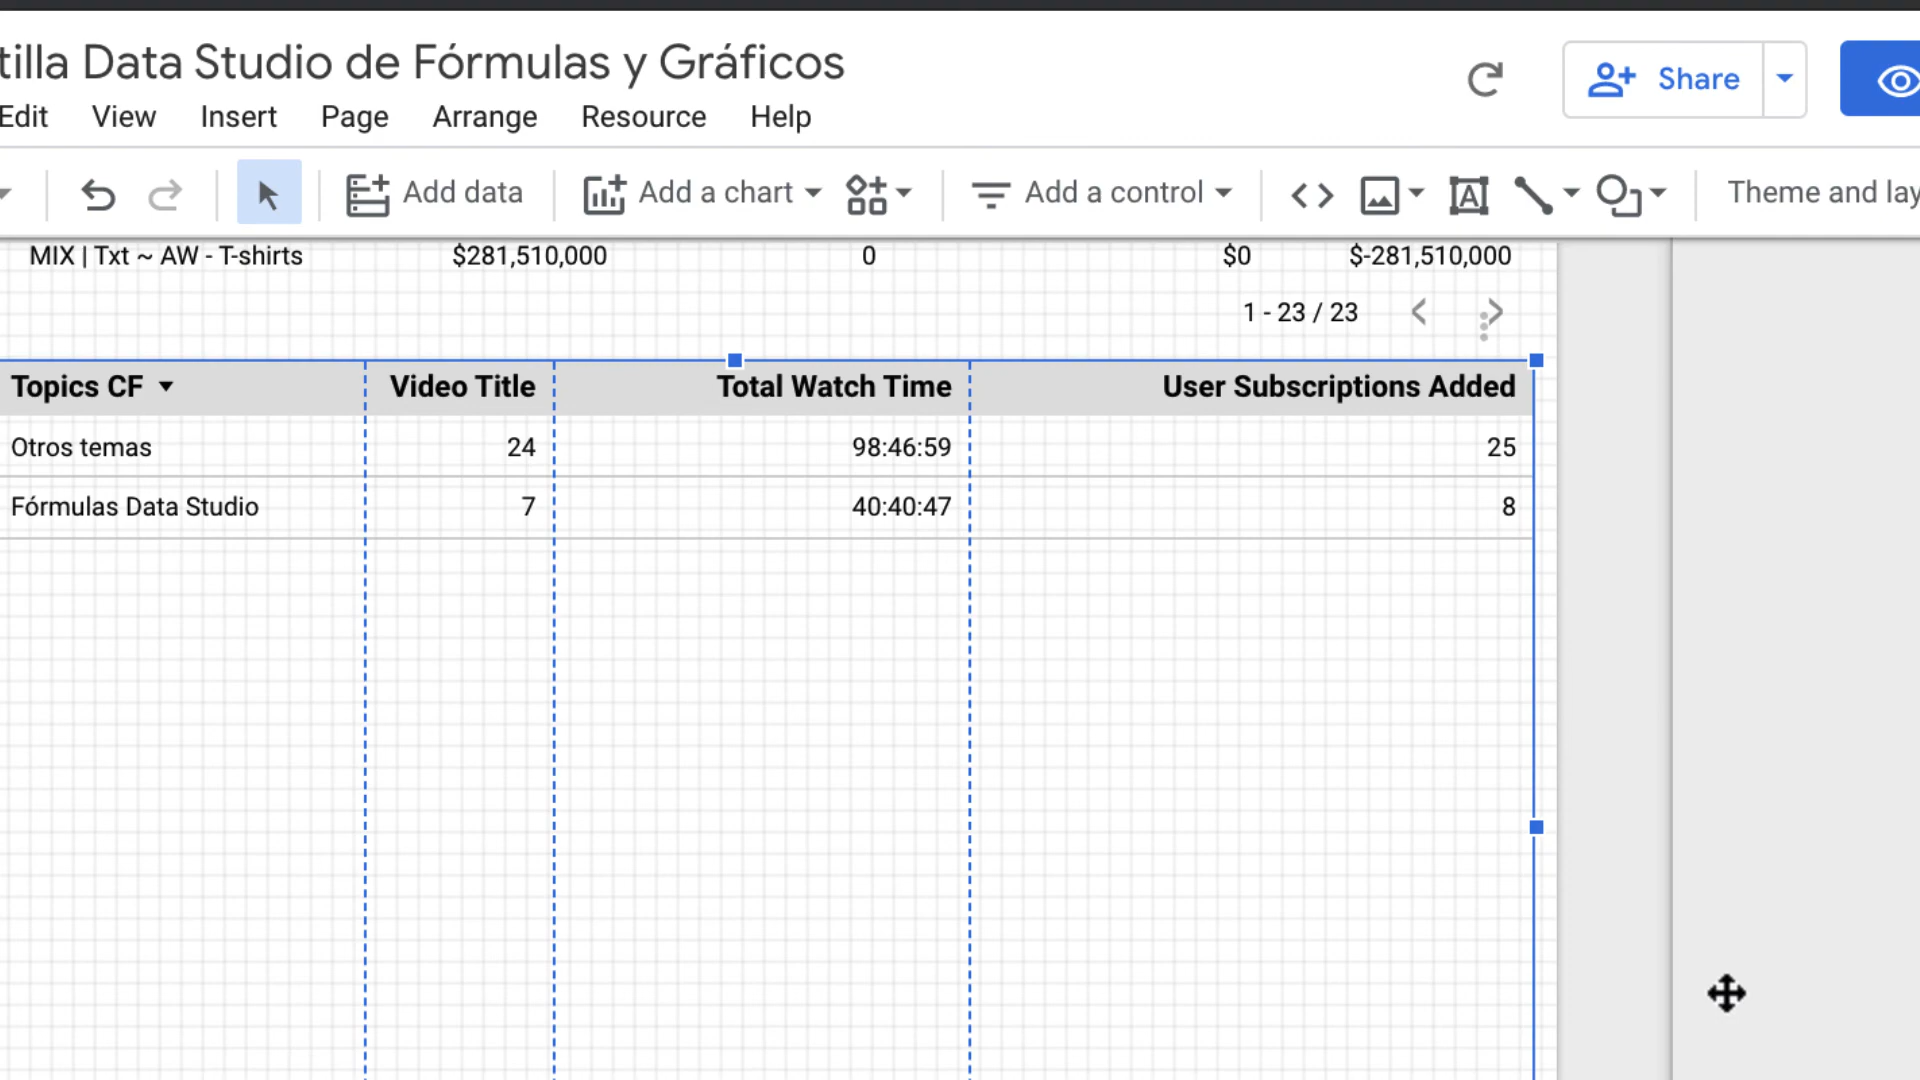 tilla Data Studio de Fórmulas y Gráficos
Share
Edit View Insert Page Arrange Resource Help
Add data Add a chart Add a control Theme and lay
MIX | Txt ~ AW - T-shirts $281,510,000 0 $0 $-281,510,000
1 - 23 / 23
Topics CF Video Title Total Watch Time User Subscriptions Added
Otros temas 24 98:46:59 25
Fórmulas Data Studio 7 40:40:47 8